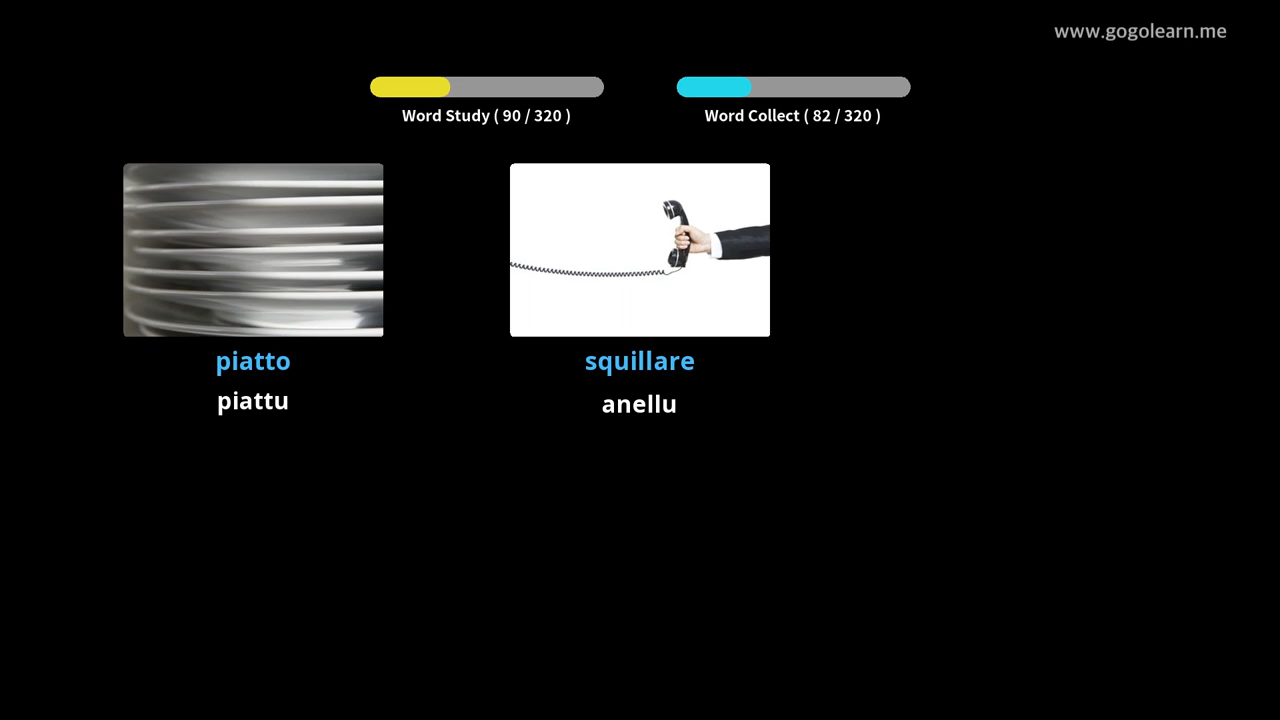 www.gogolearn.me
Word Study ( 90 / 320 )
Word Collect ( 82 / 320 )
piatto
piattu
squillare
anellu